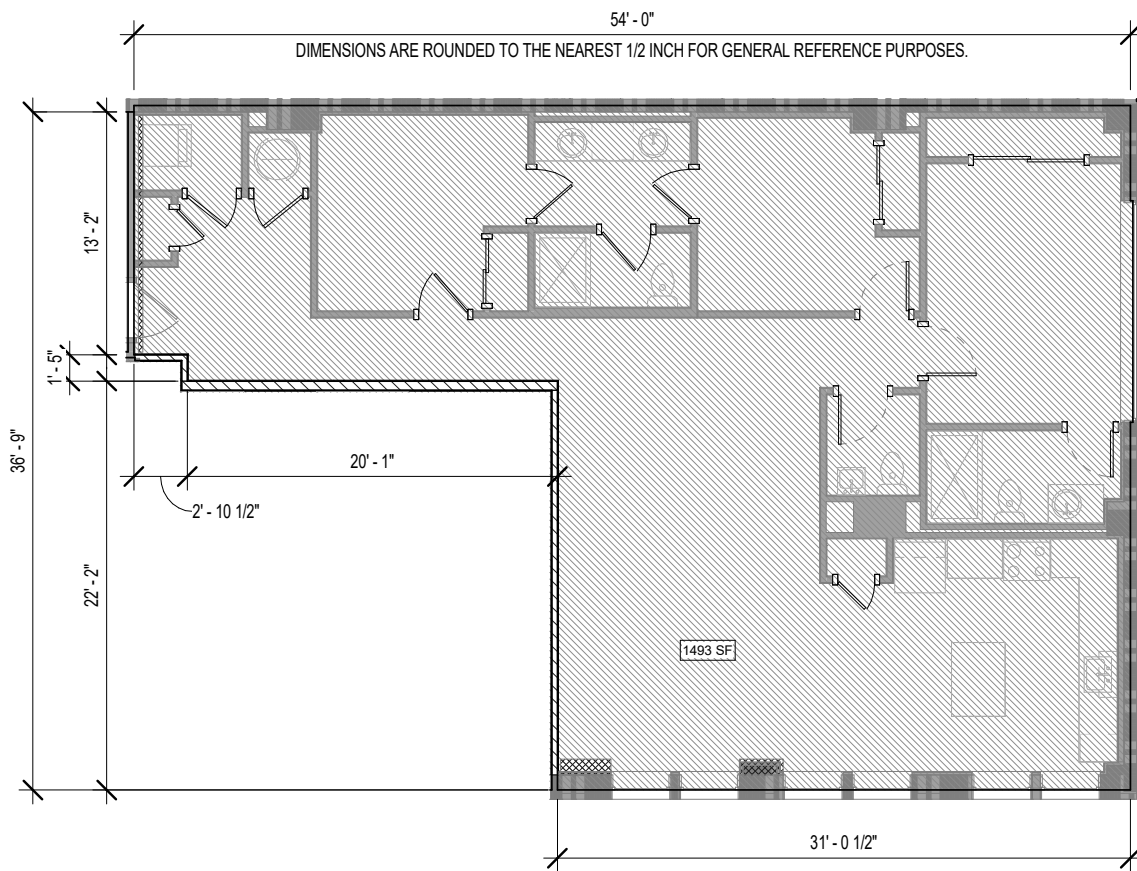 54' - 0"
DIMENSIONS ARE ROUNDED TO THE NEAREST 1/2 INCH FOR GENERAL REFERENCE PURPOSES.
13' - 2"
1' - 5"
36' - 9"
20' - 1"
2' - 10 1/2"
22' - 2"
1493 SF
31' - 0 1/2"